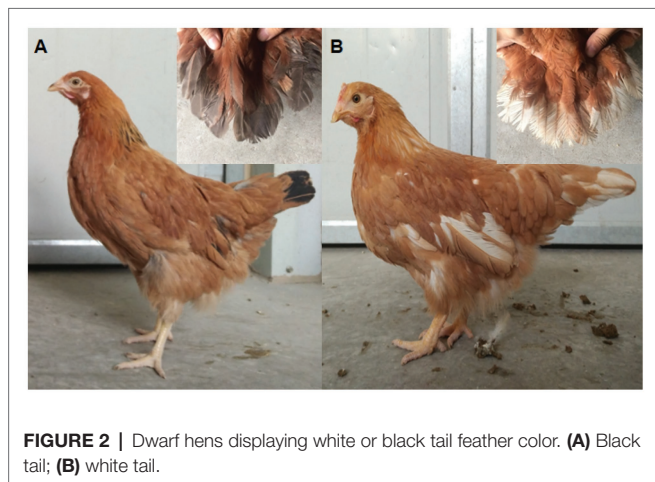 A
B
FIGURE 2 | Dwarf hens displaying white or black tail feather color. (A) Black
tail; (B) white tail.